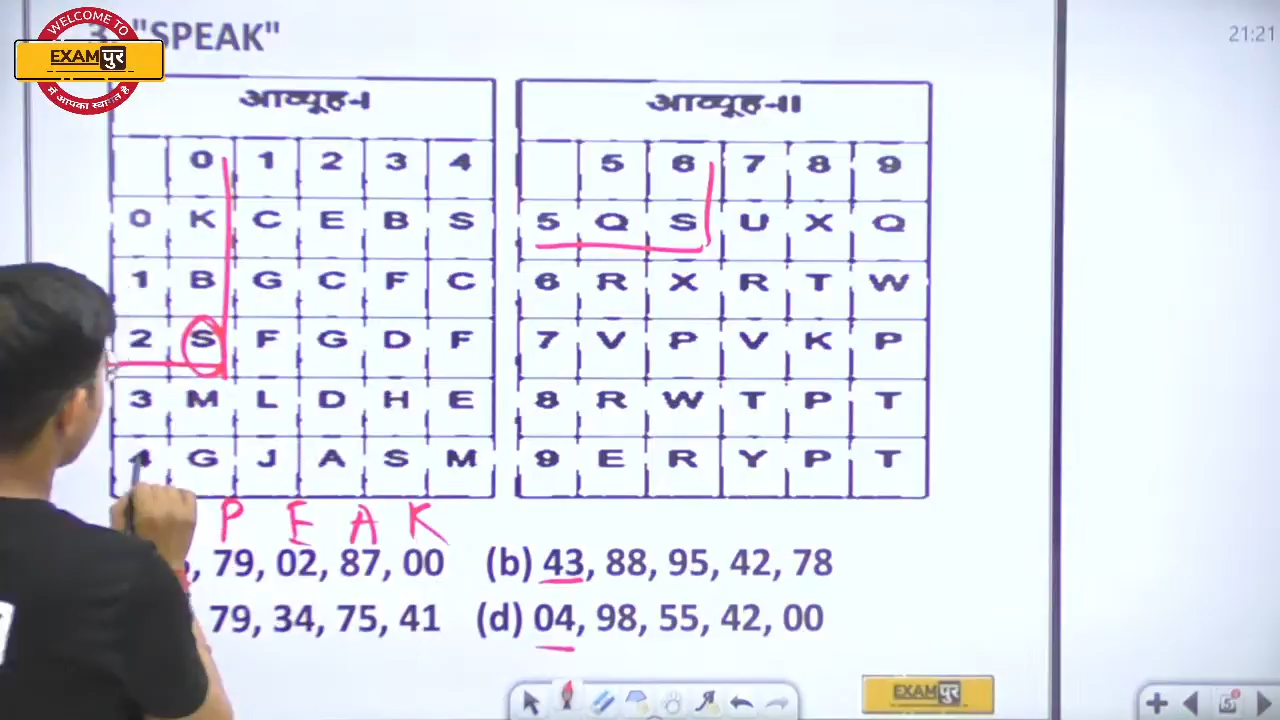 WELCOME TO
EXAMपुर
में आपका स्वागत है
"SPEAK"
21:21
आव्यूह-I
0 1 2 3 4
0 K C E B S
1 B G C F C
2 S F G D F
3 M L D H E
4 G J A S M
आव्यूह-II
5 6 7 8 9
5 Q S U X Q
6 R X R T W
7 V P V K P
8 R W T P T
9 E R Y P T
P E A K
, 79, 02, 87, 00 (b) 43, 88, 95, 42, 78
, 79, 34, 75, 41 (d) 04, 98, 55, 42, 00
EXAMपुर